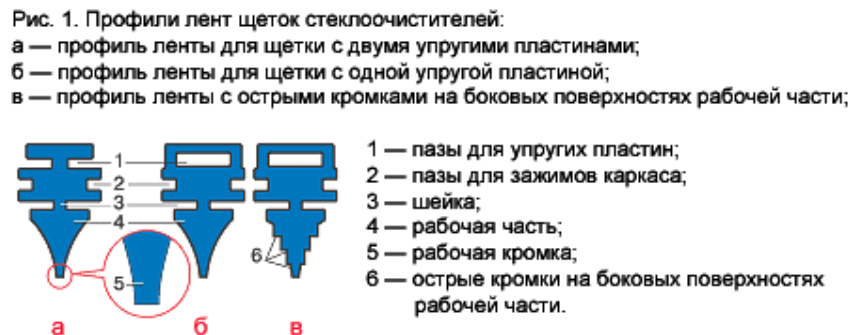 Рис. 1. Профили лент щеток стеклоочистителей:
а — профиль ленты для щетки с двумя упругими пластинами;
б — профиль ленты для щетки с одной упругой пластиной;
в — профиль ленты с острыми кромками на боковых поверхностях рабочей части;
1
2
3
4
5
6
а
б
в
1 — пазы для упругих пластин;
2 — пазы для зажимов каркаса;
3 — шейка;
4 — рабочая часть;
5 — рабочая кромка;
6 — острые кромки на боковых поверхностях
рабочей части.